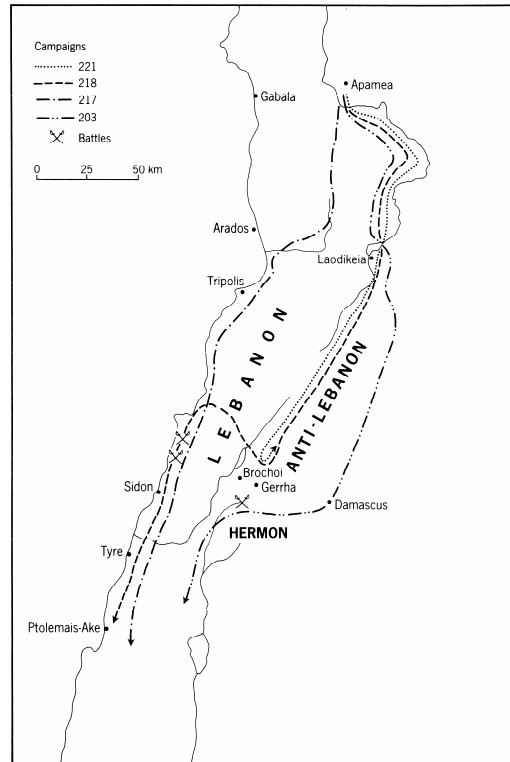 Campaigns
221
218
217
203
Battles
0 25 50 km
Apamea
Gabala
Arados
Laodikeia
Tripolis
LEBANON
ANTI-LEBANON
Brochoi
Gerrha
Sidon
Damascus
HERMON
Tyre
Ptolemais-Ake